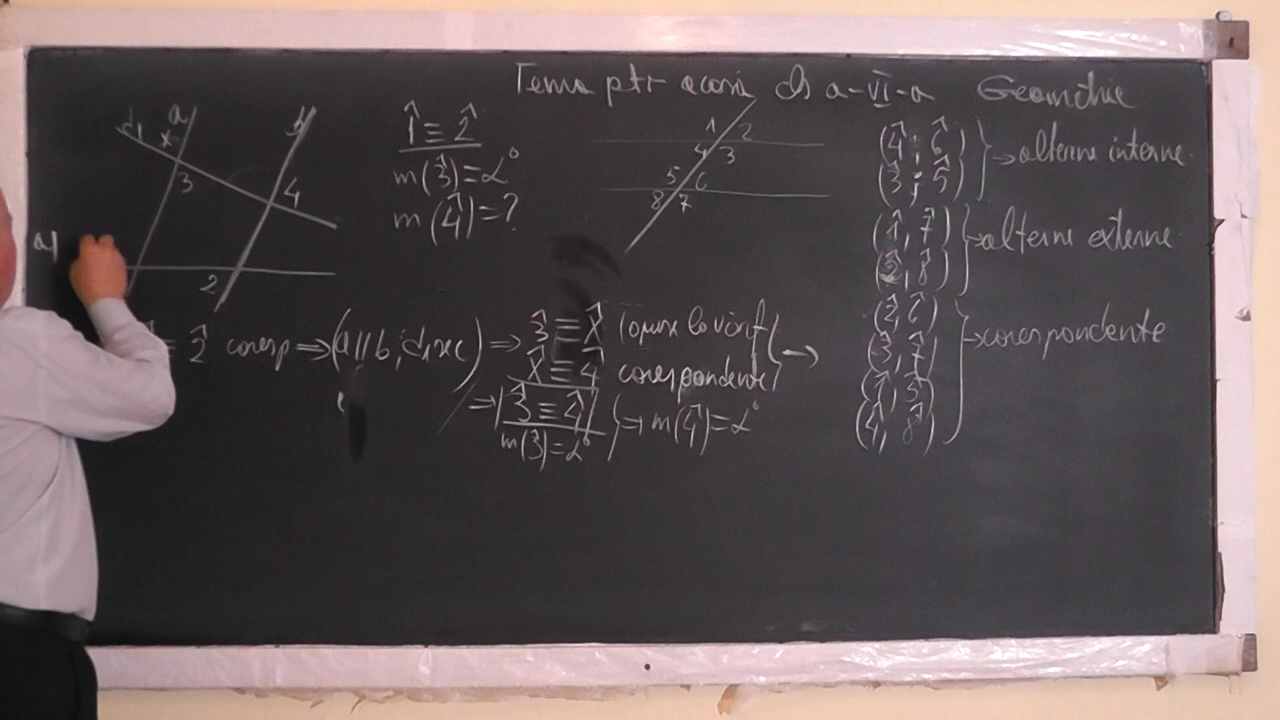 Tema ptr acasă cls a-VI-a Geometrie
d1 a x 3 4 2
1̂ ≡ 2̂
m(3̂)=α°
m(4̂)=?
1 2
4 3
5 6
8 7
(4̂; 6̂)
(3̂; 5̂) } → alterne interne
(1̂, 7̂)
(2̂, 8̂) } → alterne externe
(2̂, 6̂)
(3̂, 7̂)
(1̂, 5̂)
(4̂, 8̂) } → corespondente
a)
≡ 2̂ coresp ⇒ (a∥b; d1 sec) ⇒ 3̂ ≡ x̂ (opuse la vârf)
x̂ ≡ 4̂ corespondente } →
⇒ 3̂ ≡ 4̂
m(3̂)=α° } ⇒ m(4̂)=α°